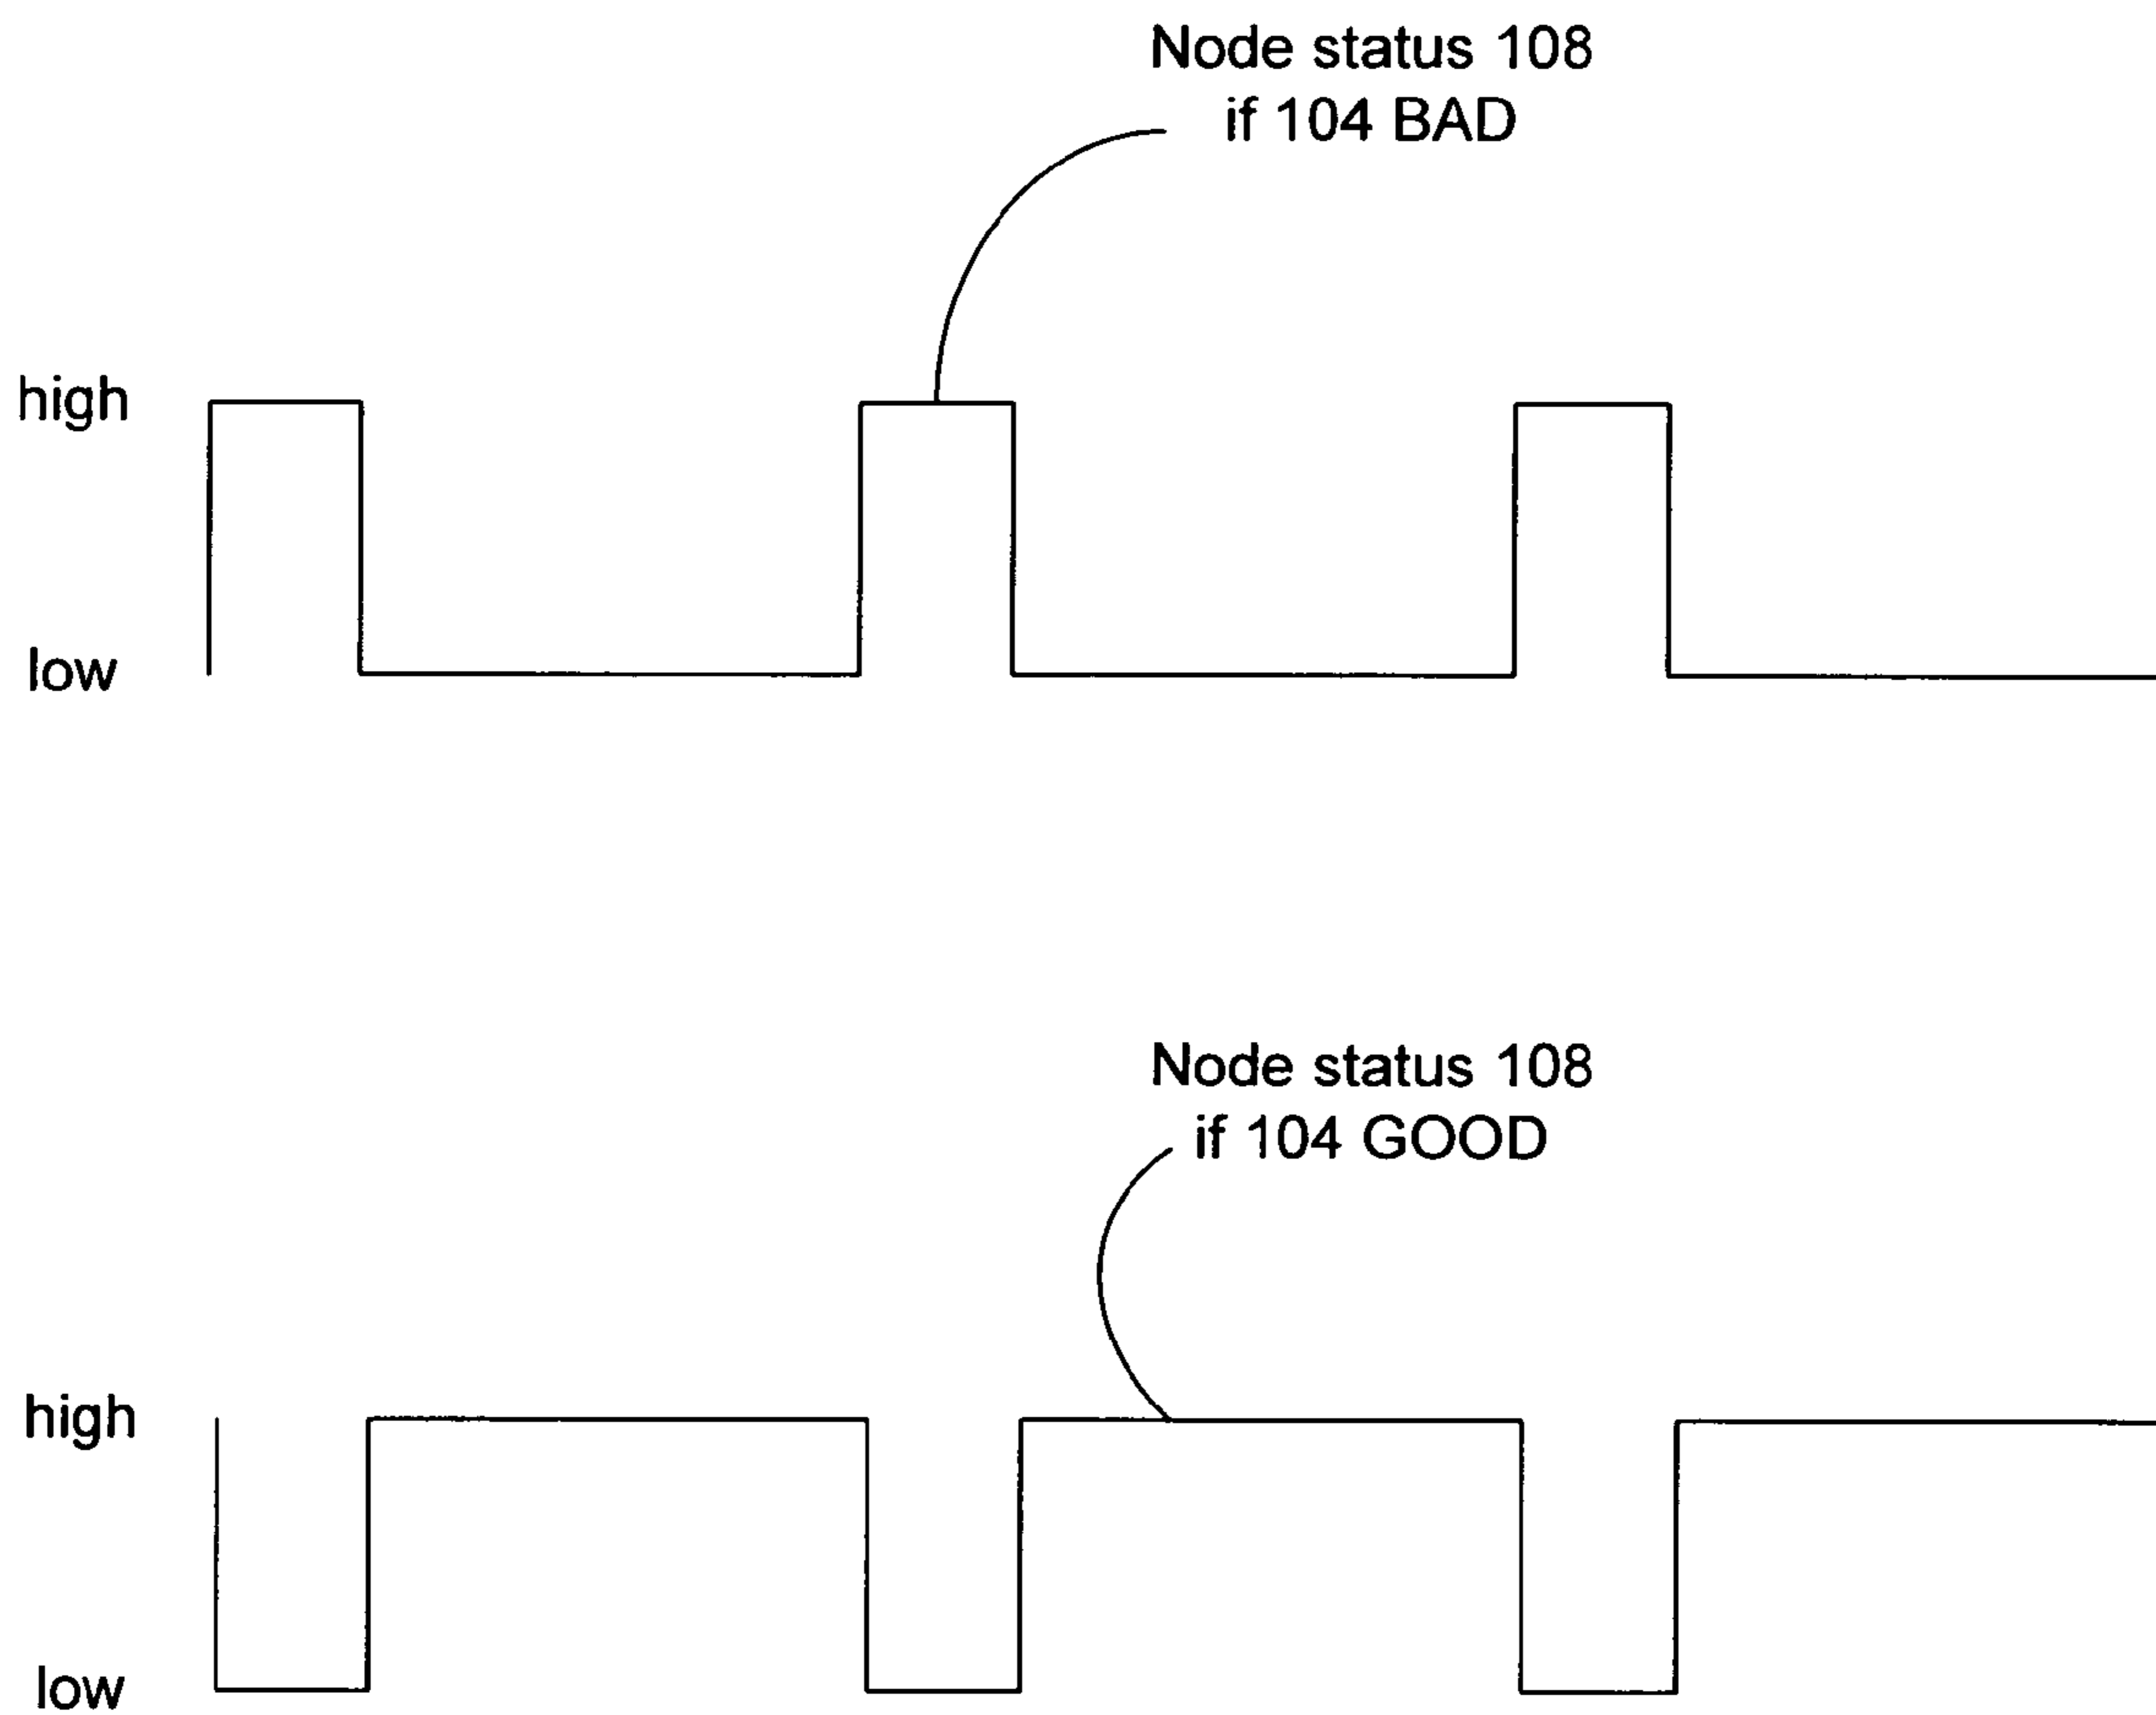 Node status 108
if 104 BAD
high
low
Node status 108
if 104 GOOD
high
low